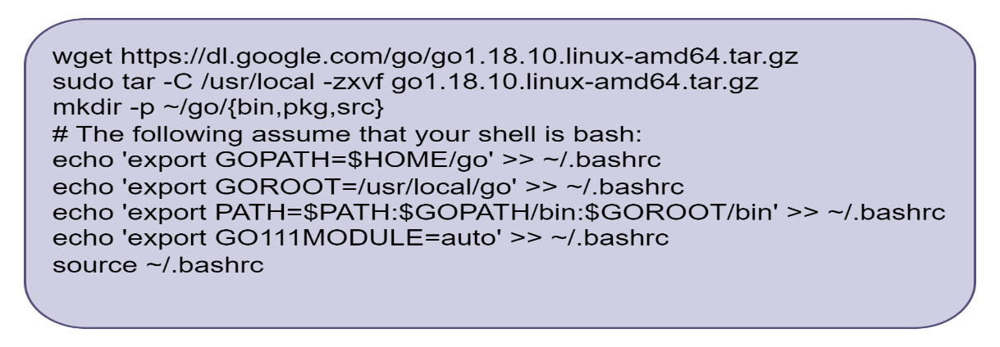 wget https://dl.google.com/go/go1.18.10.linux-amd64.tar.gz
sudo tar -C /usr/local -zxvf go1.18.10.linux-amd64.tar.gz
mkdir -p ~/go/{bin,pkg,src}
# The following assume that your shell is bash:
echo 'export GOPATH=$HOME/go' >> ~/.bashrc
echo 'export GOROOT=/usr/local/go' >> ~/.bashrc
echo 'export PATH=$PATH:$GOPATH/bin:$GOROOT/bin' >> ~/.bashrc
echo 'export GO111MODULE=auto' >> ~/.bashrc
source ~/.bashrc